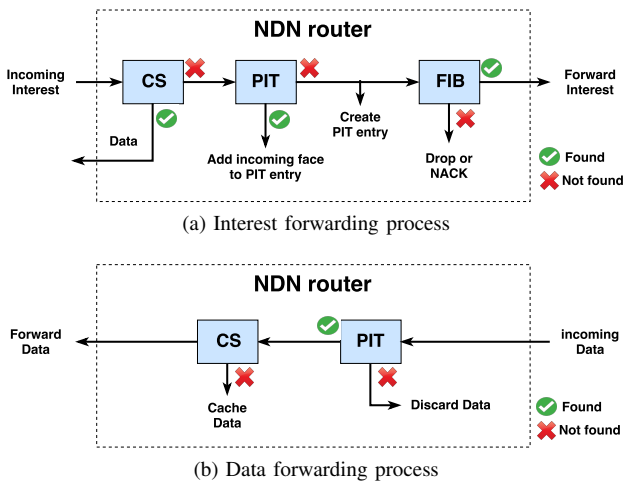 NDN router
Incoming
Interest
CS
PIT
FIB
Forward
Interest
Data
Add incoming face
to PIT entry
Create
PIT entry
Drop or
NACK
Found
Not found
(a) Interest forwarding process
NDN router
Forward
Data
CS
PIT
incoming
Data
Cache
Data
Discard Data
Found
Not found
(b) Data forwarding process